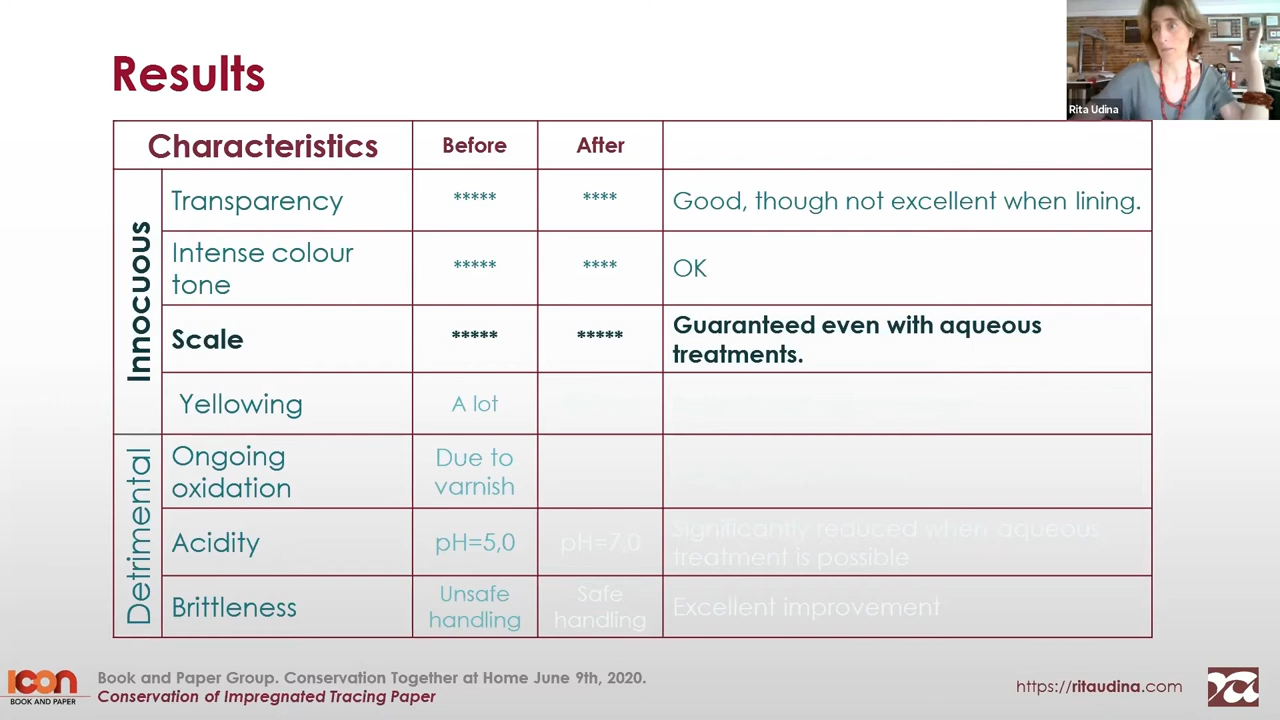 Rita Udina
Results
Characteristics Before After
Innocuous
Transparency ***** **** Good, though not excellent when lining.
Intense colour
tone ***** **** OK
Scale ***** ***** Guaranteed even with aqueous
treatments.
Yellowing A lot
Detrimental
Ongoing
oxidation Due to
varnish
Acidity pH=5,0 pH=7,0 Significantly reduced when aqueous
treatment is possible
Brittleness Unsafe
handling Safe
handling Excellent improvement
icon
BOOK AND PAPER
Book and Paper Group. Conservation Together at Home June 9th, 2020.
Conservation of Impregnated Tracing Paper
https://ritaudina.com